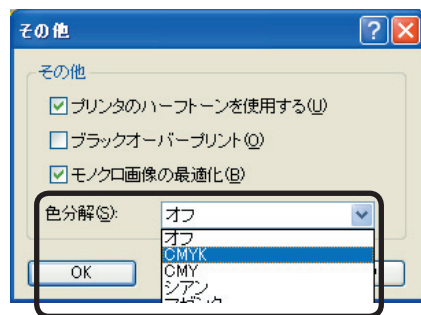 その他
その他
プリンタのハーフトーンを使用する(U)
ブラックオーバープリント(O)
モノクロ画像の最適化(B)
色分解(S): オフ
オフ
CMYK
OK
CMY
シアン